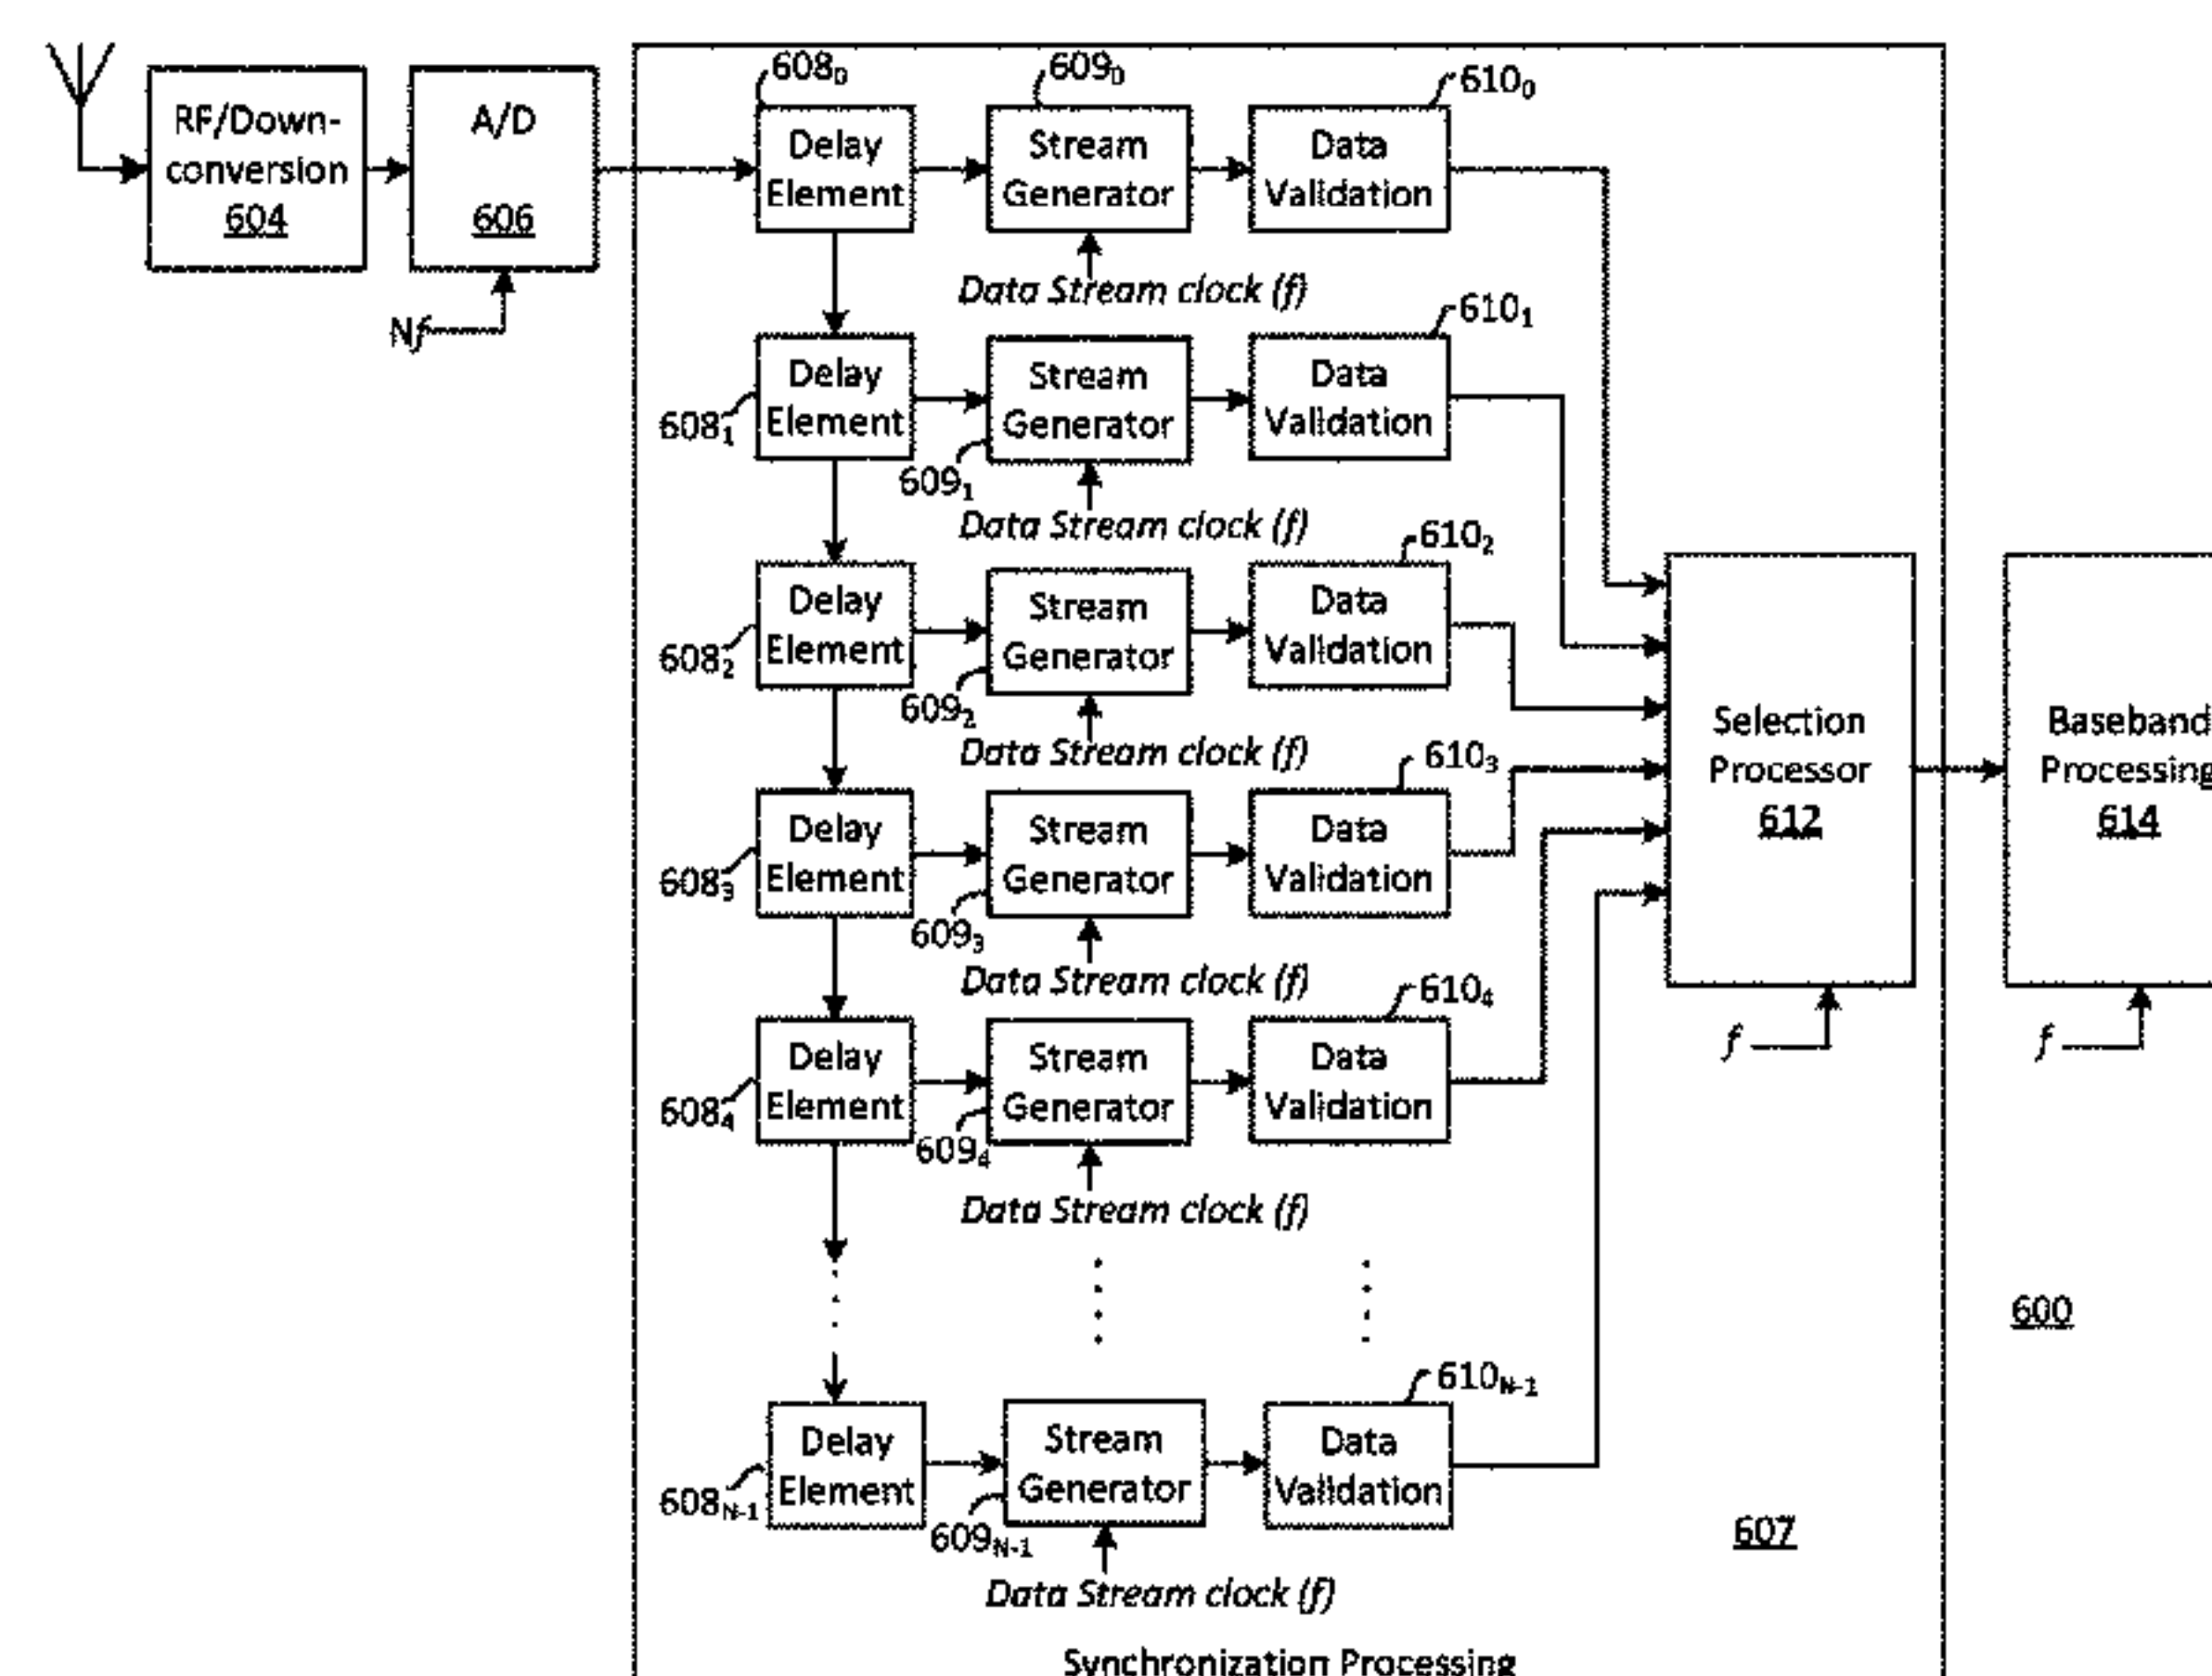 RF/Down-
conversion
604
A/D
606
Nf
608₀
Delay
Element
609₀
Stream
Generator
610₀
Data
Validation
Data Stream clock (f)
608₁
Delay
Element
609₁
Stream
Generator
610₁
Data
Validation
Data Stream clock (f)
608₂
Delay
Element
609₂
Stream
Generator
610₂
Data
Validation
Data Stream clock (f)
608₃
Delay
Element
609₃
Stream
Generator
610₃
Data
Validation
Data Stream clock (f)
608₄
Delay
Element
609₄
Stream
Generator
610₄
Data
Validation
Data Stream clock (f)
608N-1
Delay
Element
609N-1
Stream
Generator
610N-1
Data
Validation
Data Stream clock (f)
Selection
Processor
612
f
Baseband
Processing
614
f
600
607
Synchronization Processing